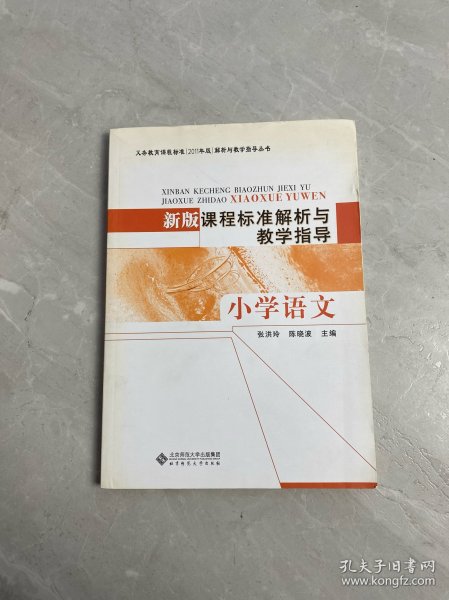 义务教育课程标准(2011年版)解析与教学指导丛书
XINBAN KECHENG BIAOZHUN JIEXI YU
JIAOXUE ZHIDAO XIAOXUE YUWEN
新版课程标准解析与
教学指导
小学语文
张洪玲 陈晓波 主编
北京师范大学出版集团
北京师范大学出版社
孔夫子旧书网
www.kongfz.com